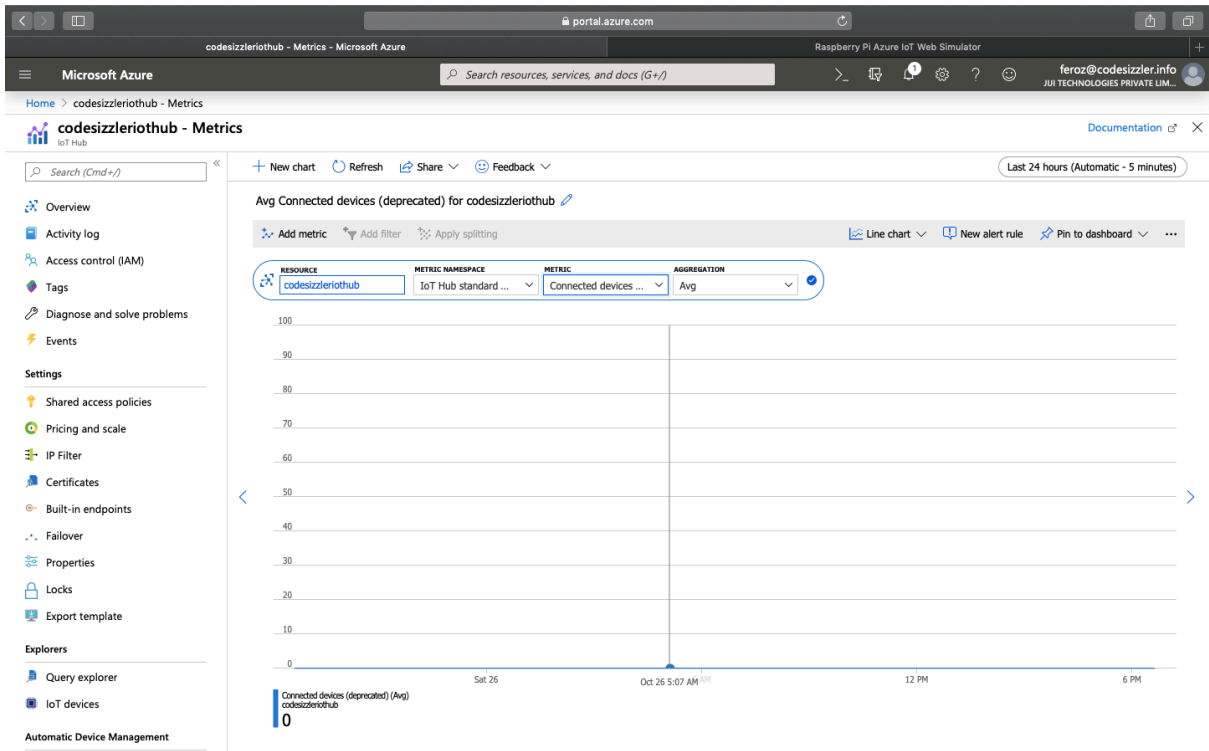 portal.azure.com
codesizzleriothub - Metrics - Microsoft Azure
Raspberry Pi Azure IoT Web Simulator
Microsoft Azure
Search resources, services, and docs (G+/)
1
feroz@codesizzler.info
JIJI TECHNOLOGIES PRIVATE LIM...
Home > codesizzleriothub - Metrics
codesizzleriothub - Metrics
IoT Hub
Documentation
Search (Cmd+/)
Overview
Activity log
Access control (IAM)
Tags
Diagnose and solve problems
Events
Settings
Shared access policies
Pricing and scale
IP Filter
Certificates
Built-in endpoints
Failover
Properties
Locks
Export template
Explorers
Query explorer
IoT devices
Automatic Device Management
New chart
Refresh
Share
Feedback
Last 24 hours (Automatic - 5 minutes)
Avg Connected devices (deprecated) for codesizzleriothub
Add metric
Add filter
Apply splitting
Line chart
New alert rule
Pin to dashboard
...
RESOURCE
codesizzleriothub
METRIC NAMESPACE
IoT Hub standard ...
METRIC
Connected devices ...
AGGREGATION
Avg
100
90
80
70
60
50
40
30
20
10
0
Sat 26
Oct 26 5:07 AM
12 PM
6 PM
Connected devices (deprecated) (Avg)
codesizzleriothub
0